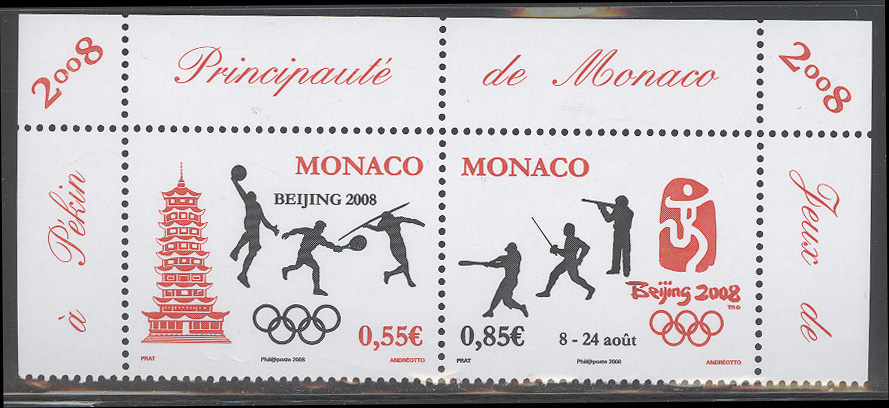 2008
Principauté de Monaco
2008
à Pékin
MONACO
BEIJING 2008
0,55€
PRAT
Phil@poste 2008
ANDRÉOTTO
MONACO
Beijing 2008
TM©
0,85€
8 - 24 août
PRAT
Phil@poste 2008
ANDRÉOTTO
Jeux de